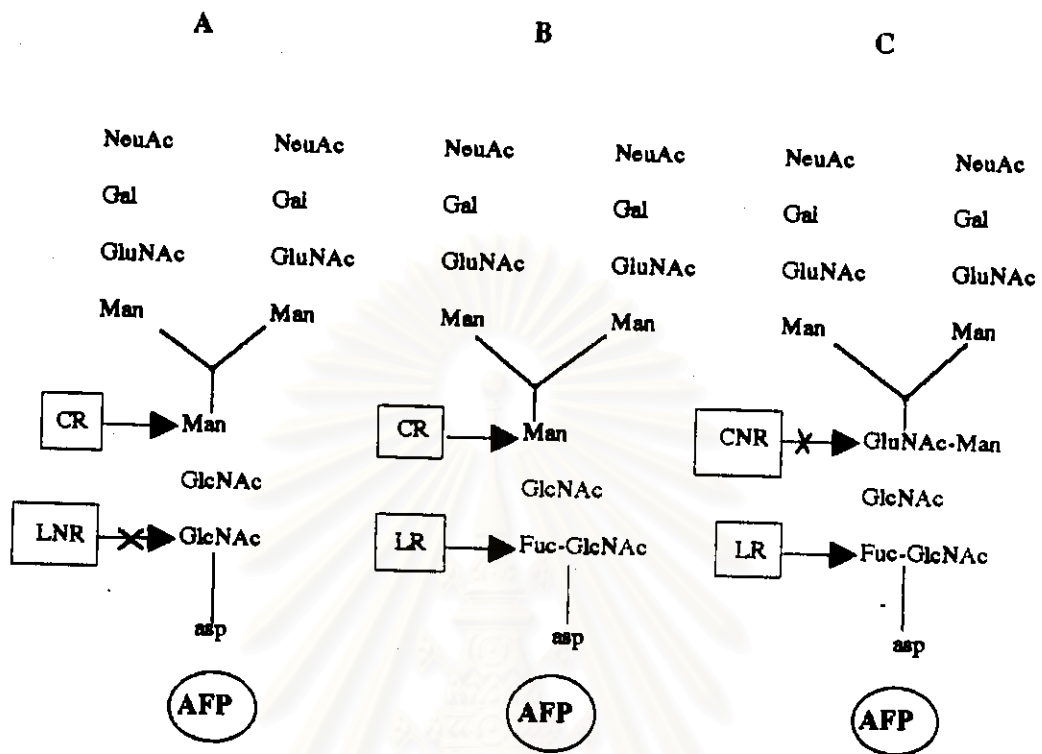 A B C
NeuAc NeuAc NeuAc NeuAc NeuAc NeuAc
Gal Gal Gal Gal Gal Gal
GluNAc GluNAc GluNAc GluNAc GluNAc GluNAc
Man Man Man Man Man Man
CR Man CR Man CNR GluNAc-Man
GlcNAc GlcNAc GlcNAc
LNR GlcNAc LR Fuc-GlcNAc LR Fuc-GlcNAc
asp asp asp
AFP AFP AFP